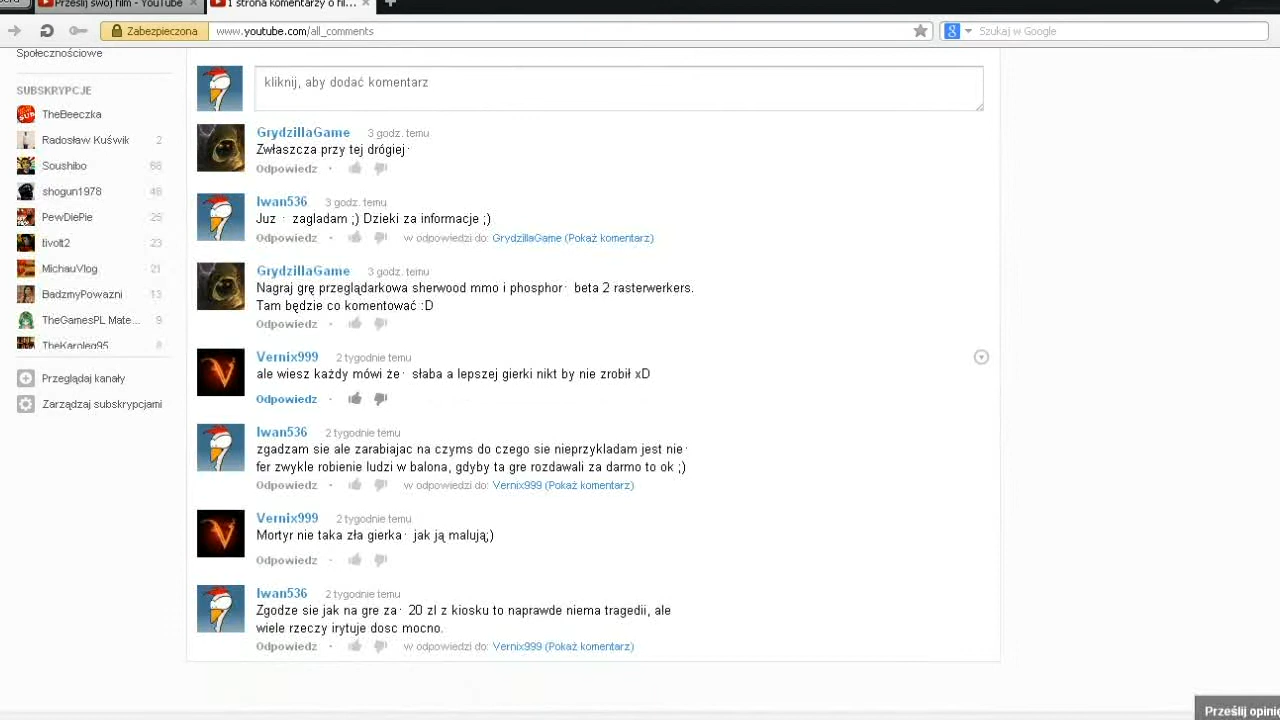 Prześlij swój film - YouTube
1 strona komentarzy o fil...
Zabezpieczona
www.youtube.com/all_comments
Szukaj w Google
Społecznościowe
SUBSKRYPCJE
TheBeeczka
Radosław Kuświk 2
Soushibo 68
shogun1978 48
PewDiePie 25
tivolt2 23
MichauVlog 21
BadzmyPowazni 13
TheGamesPL Mate... 9
TheKaroleg95 8
Przeglądaj kanały
Zarządzaj subskrypcjami
kliknij, aby dodać komentarz
GrydzillaGame 3 godz. temu
Zwłaszcza przy tej drógiej
Odpowiedz ·
Iwan536 3 godz. temu
Juz zagladam ;) Dzieki za informacje ;)
Odpowiedz · w odpowiedzi do: GrydzillaGame (Pokaż komentarz)
GrydzillaGame 3 godz. temu
Nagraj grę przeglądarkowa sherwood mmo i phosphor beta 2 rasterwerkers.
Tam będzie co komentować :D
Odpowiedz ·
Vernix999 2 tygodnie temu
ale wiesz każdy mówi że słaba a lepszej gierki nikt by nie zrobił xD
Odpowiedz ·
Iwan536 2 tygodnie temu
zgadzam sie ale zarabiajac na czyms do czego sie nieprzykladam jest nie
fer zwykle robienie ludzi w balona, gdyby ta gre rozdawali za darmo to ok ;)
Odpowiedz · w odpowiedzi do: Vernix999 (Pokaż komentarz)
Vernix999 2 tygodnie temu
Mortyr nie taka zła gierka jak ją malują;)
Odpowiedz ·
Iwan536 2 tygodnie temu
Zgodze sie jak na gre za 20 zl z kiosku to naprawde niema tragedii, ale
wiele rzeczy irytuje dosc mocno.
Odpowiedz · w odpowiedzi do: Vernix999 (Pokaż komentarz)
Prześlij opinię